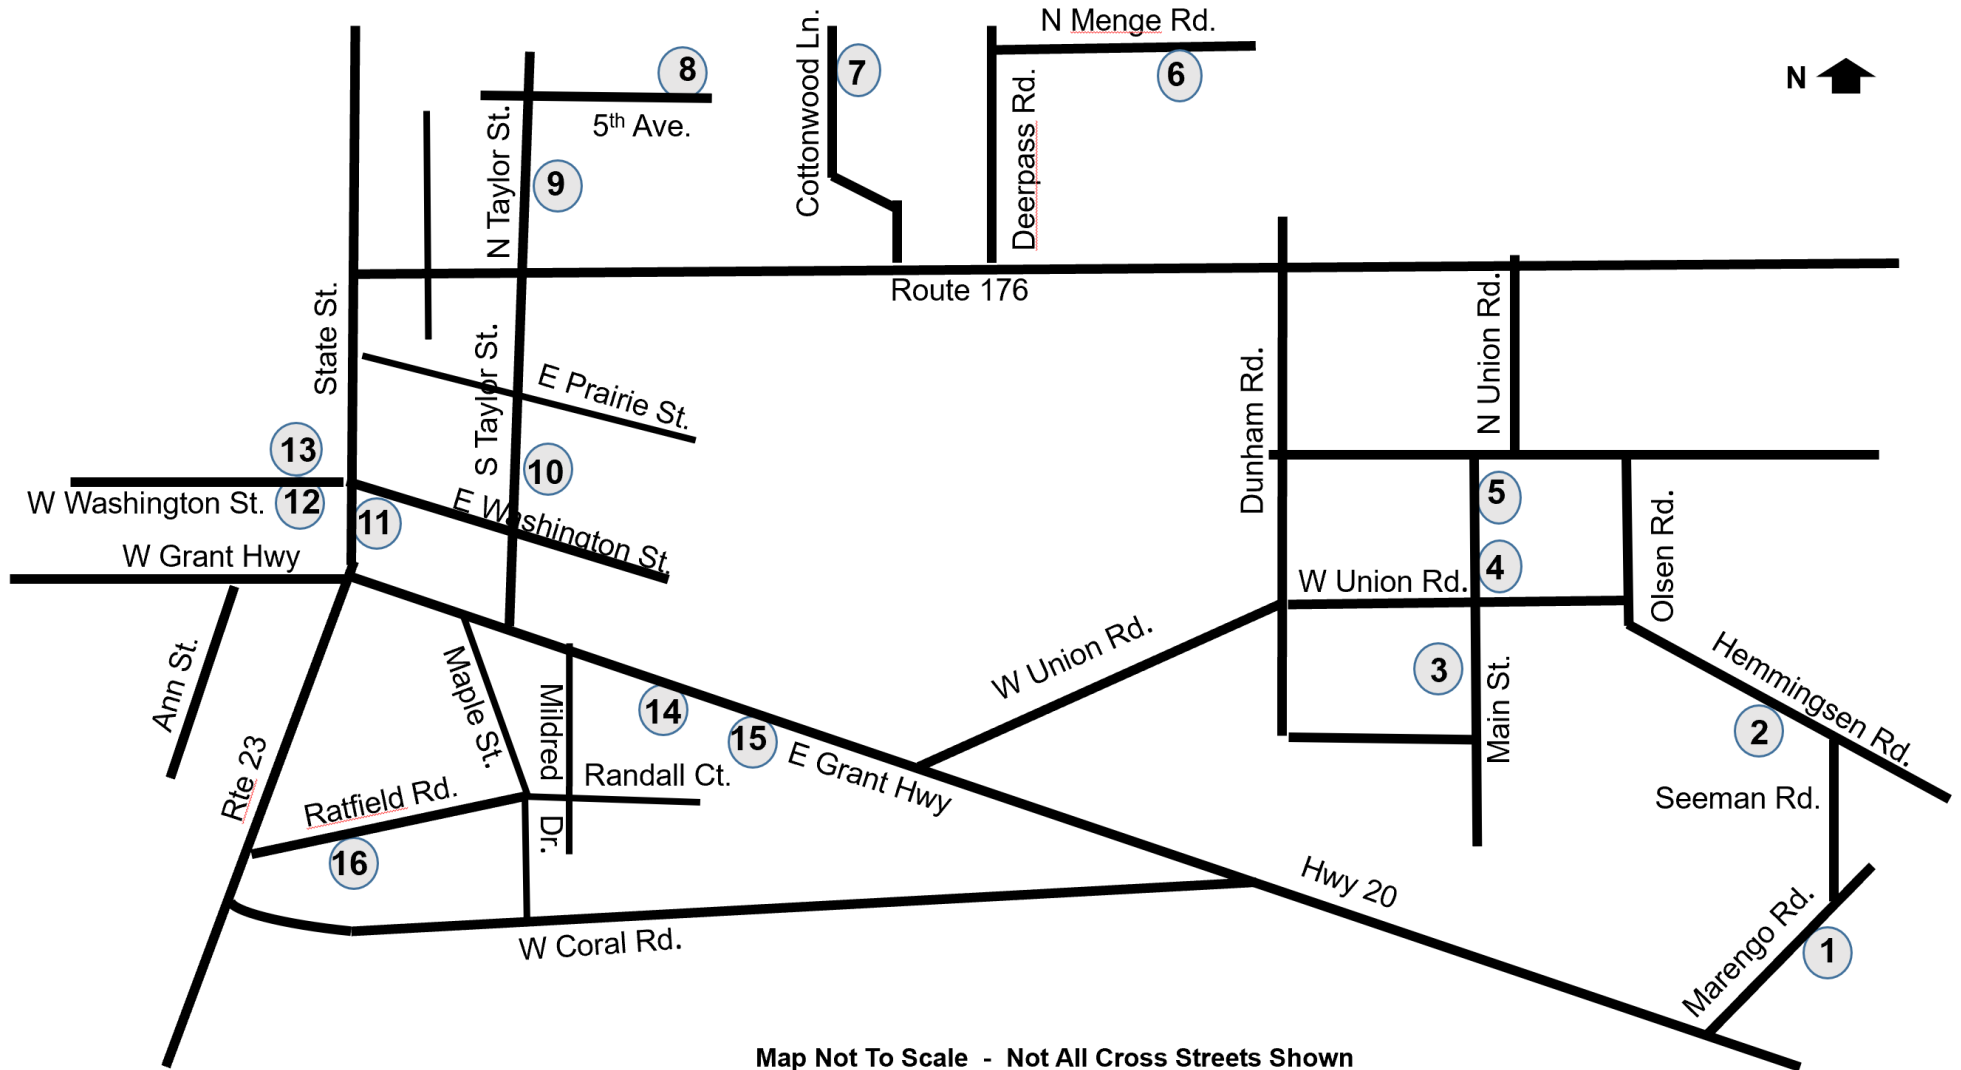 N Menge Rd.
8
Cottonwood Ln.
7
6
N
5th Ave.
N Taylor St.
Deerpass Rd.
9
Route 176
State St.
N Union Rd.
S Taylor St.
E Prairie St.
Dunham Rd.
13
10
5
W Washington St.
12
11
E Washington St.
Olsen Rd.
W Grant Hwy
4
W Union Rd.
W Union Rd.
Hemmingsen Rd.
Ann St.
Maple St.
Mildred Dr.
14
3
Main St.
15
2
E Grant Hwy
Rte 23
Randall Ct.
Ratfield Rd.
Seeman Rd.
16
Hwy 20
W Coral Rd.
Marengo Rd.
1
Map Not To Scale - Not All Cross Streets Shown